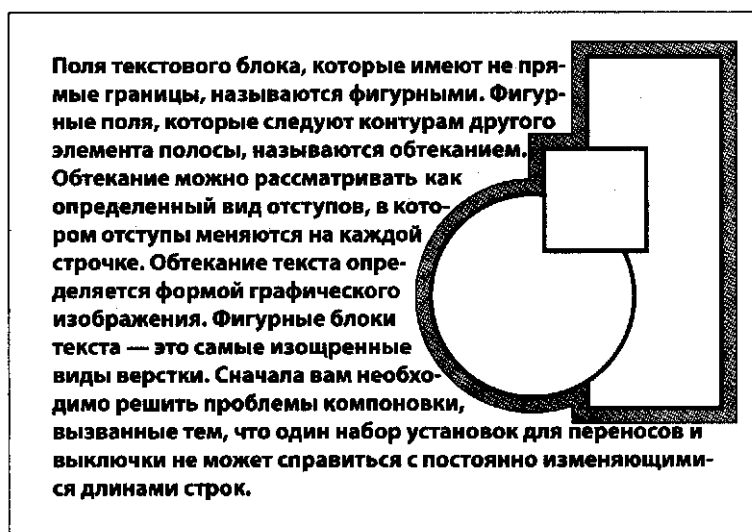 Поля текстового блока, которые имеют не пря-
мые границы, называются фигурными. Фигур-
ные поля, которые следуют контурам другого
элемента полосы, называются обтеканием.
Обтекание можно рассматривать как
определенный вид отступов, в кото-
ром отступы меняются на каждой
строчке. Обтекание текста опре-
деляется формой графического
изображения. Фигурные блоки
текста — это самые изощренные
виды верстки. Сначала вам необхо-
димо решить проблемы компоновки,
вызванные тем, что один набор установок для переносов и
выключки не может справиться с постоянно изменяющими-
ся длинами строк.